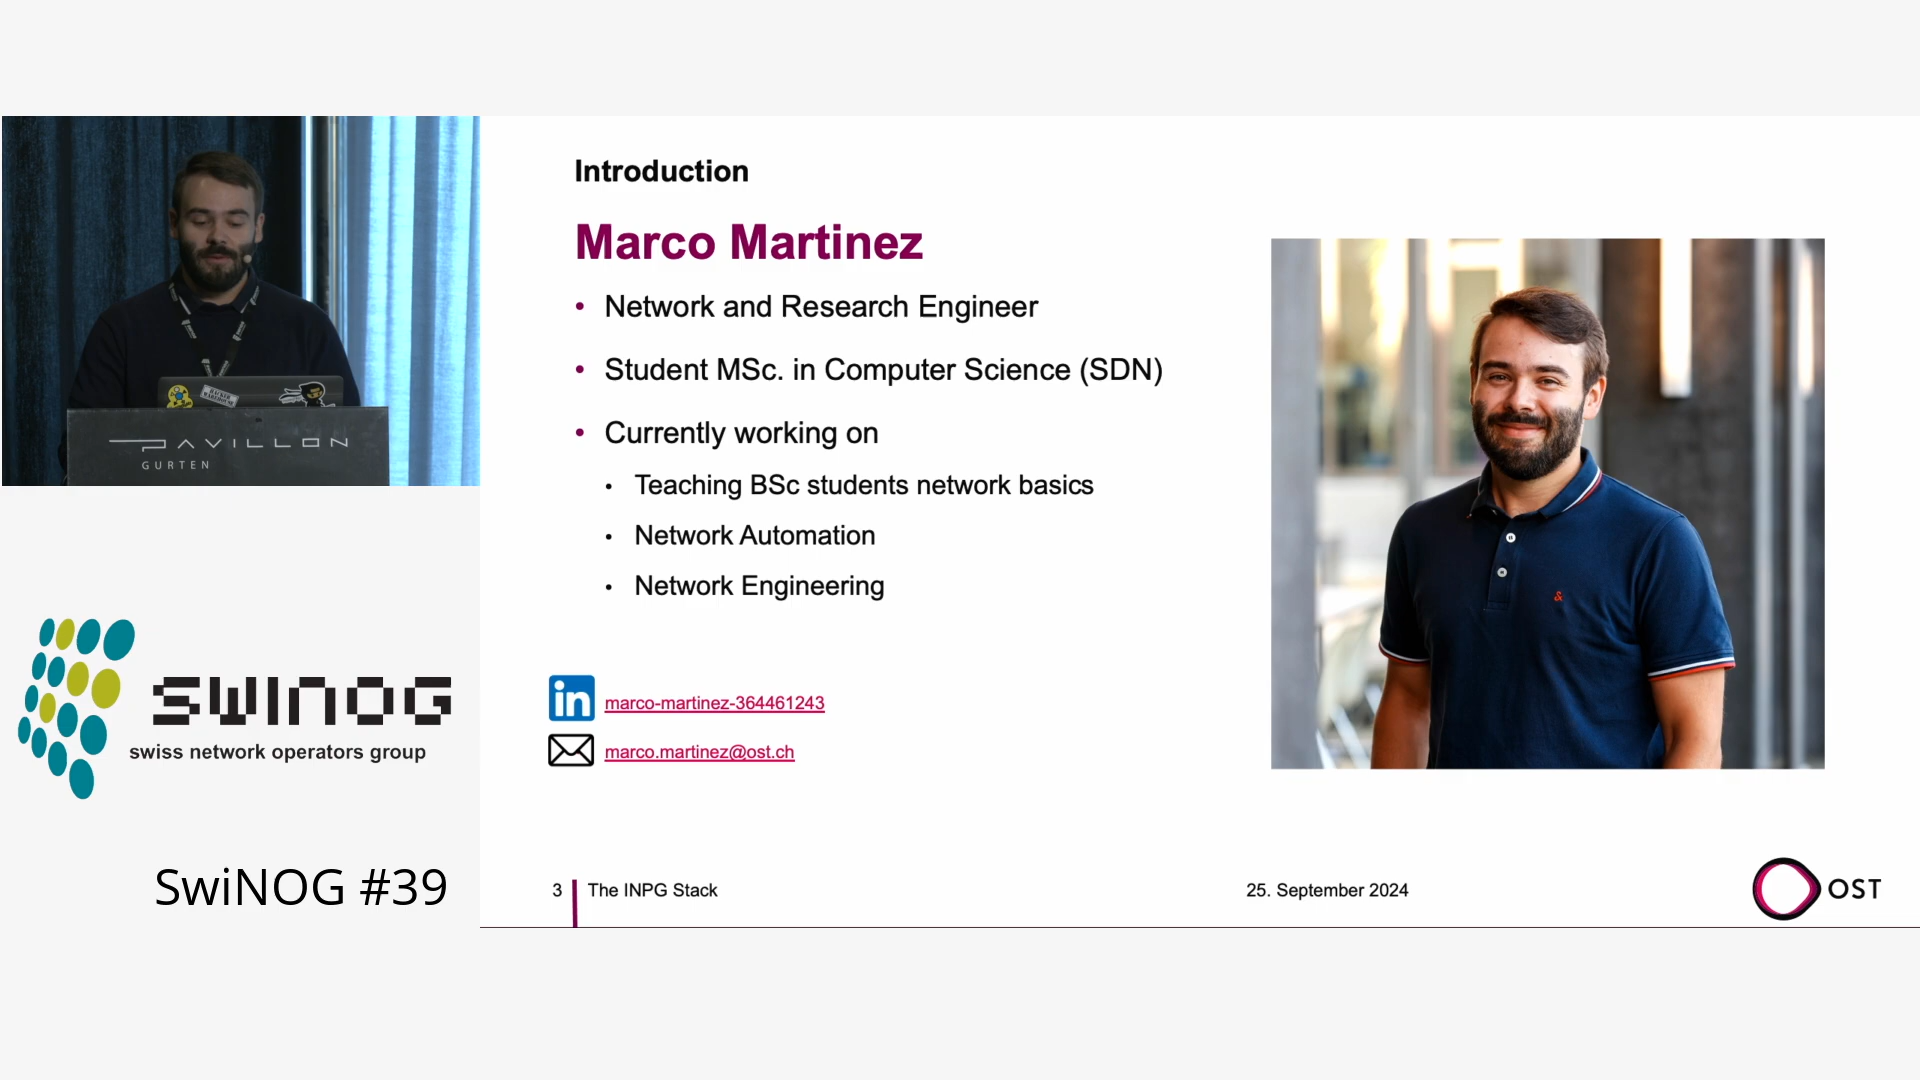 PAVILLON
GURTEN
swinog
swiss network operators group
SwiNOG #39
Introduction
Marco Martinez
• Network and Research Engineer
• Student MSc. in Computer Science (SDN)
• Currently working on
• Teaching BSc students network basics
• Network Automation
• Network Engineering
in marco-martinez-364461243
marco.martinez@ost.ch
3 The INPG Stack
25. September 2024
OST